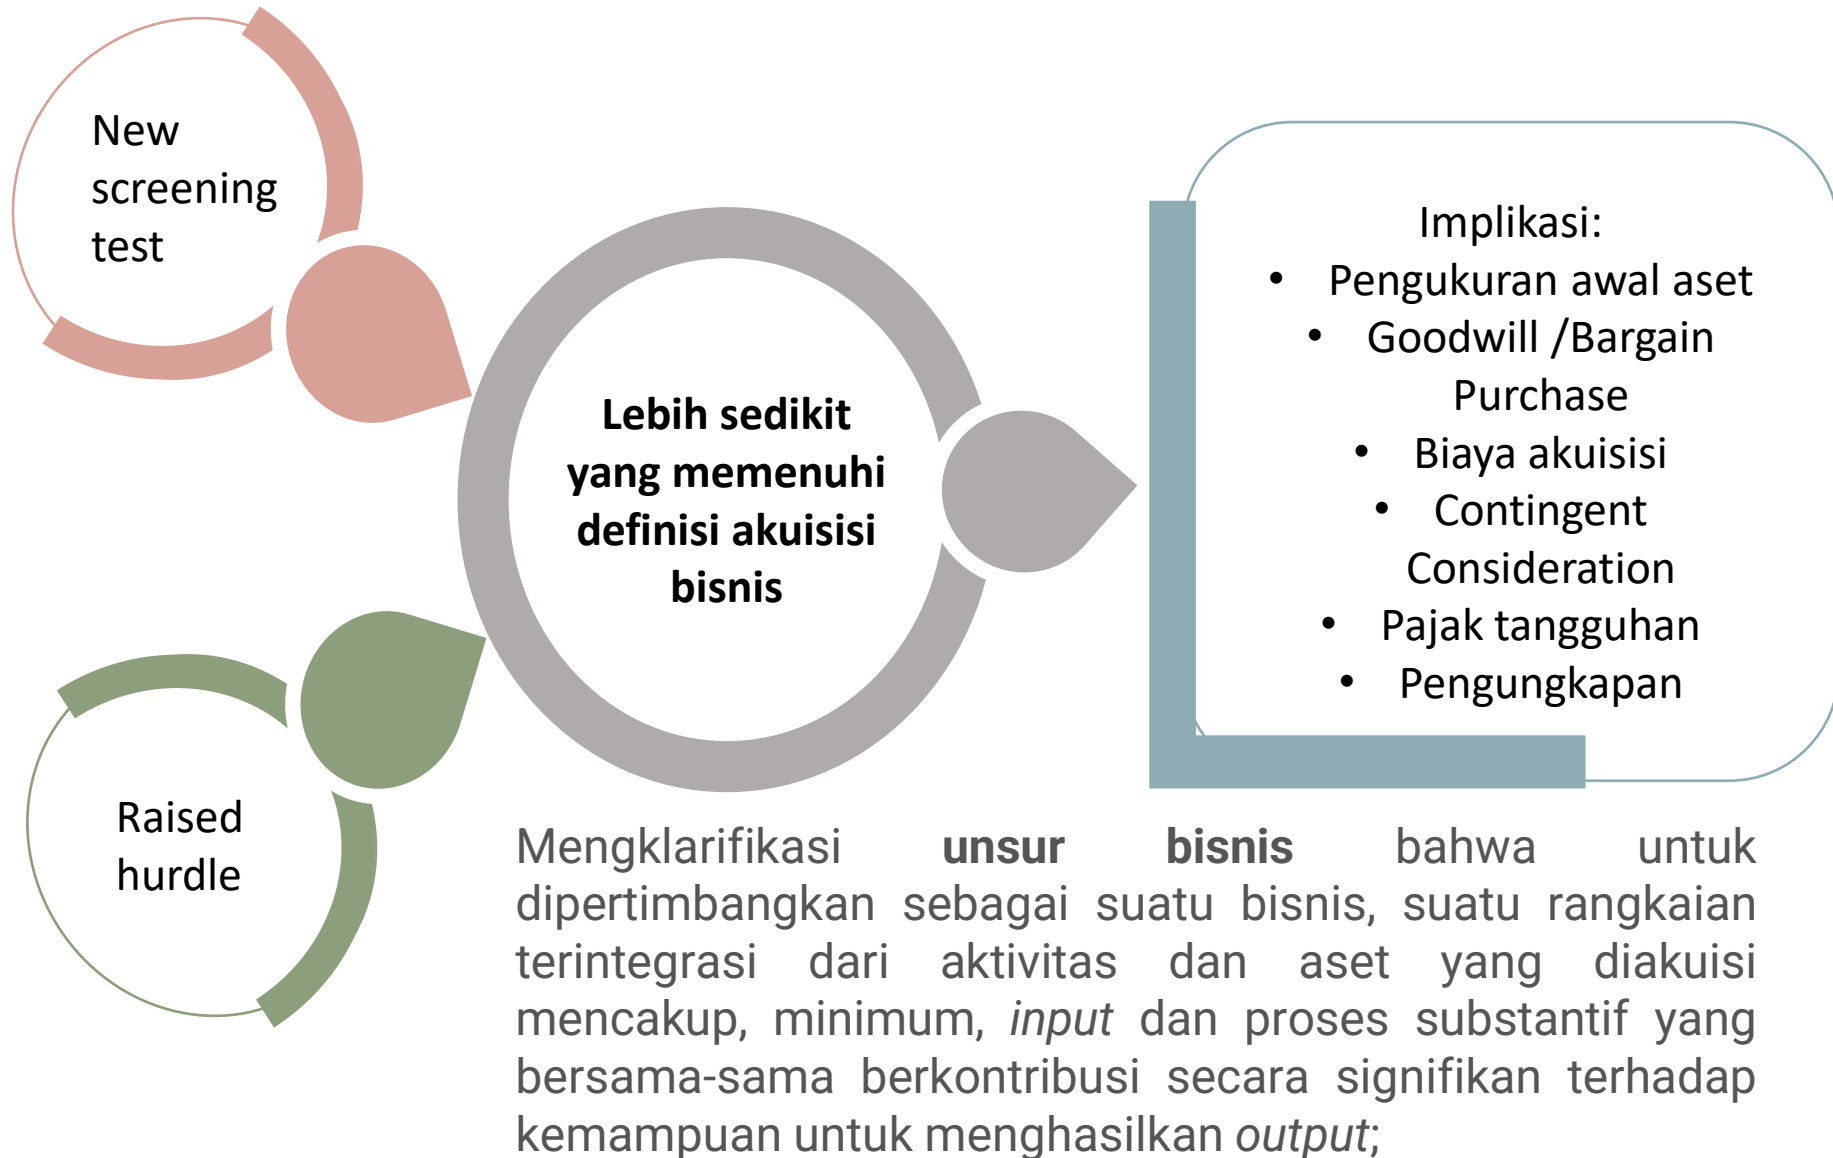 New
screening
test
Raised
hurdle
Lebih sedikit
yang memenuhi
definisi akuisisi
bisnis
Implikasi:
• Pengukuran awal aset
• Goodwill /Bargain
Purchase
• Biaya akuisisi
• Contingent
Consideration
• Pajak tangguhan
• Pengungkapan
Mengklarifikasi unsur bisnis bahwa untuk
dipertimbangkan sebagai suatu bisnis, suatu rangkaian
terintegrasi dari aktivitas dan aset yang diakuisi
mencakup, minimum, input dan proses substantif yang
bersama-sama berkontribusi secara signifikan terhadap
kemampuan untuk menghasilkan output;